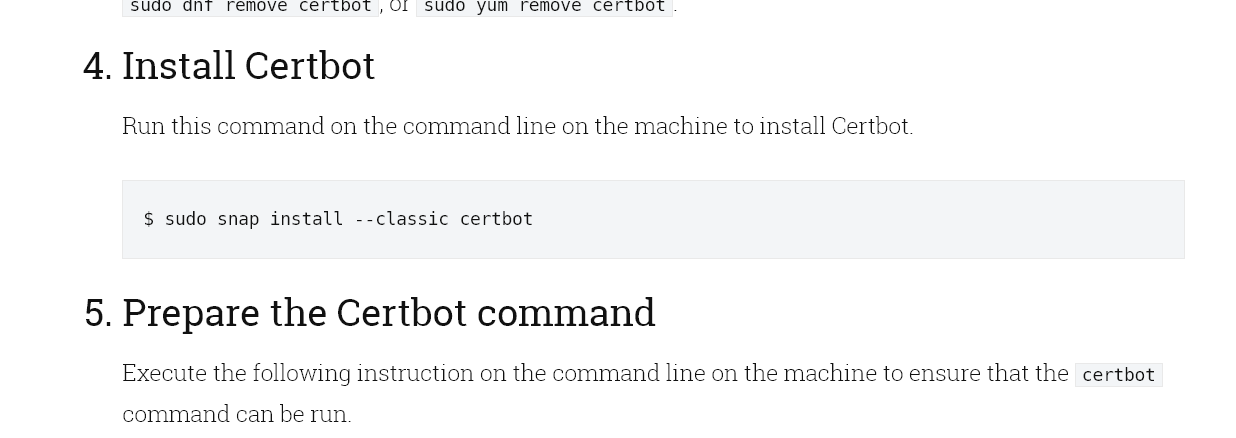 sudo dnf remove certbot, or sudo yum remove certbot.
4. Install Certbot
Run this command on the command line on the machine to install Certbot.
$ sudo snap install --classic certbot
5. Prepare the Certbot command
Execute the following instruction on the command line on the machine to ensure that the certbot
command can be run.